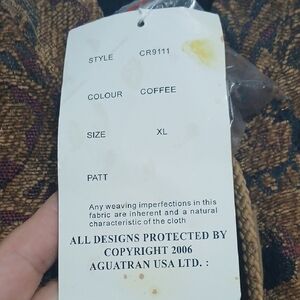 STYLE CR9111
COLOUR COFFEE
SIZE XL
PATT
Any weaving imperfections in this
fabric are inherent and a natural
characteristic of the cloth
ALL DESIGNS PROTECTED BY
COPYRIGHT 2006
AGUATRAN USA LTD. :